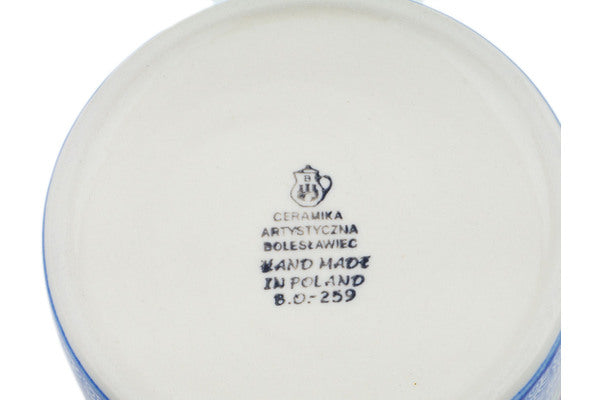 B
CERAMIKA
ARTYSTYCZNA
BOLESŁAWIEC
HAND MADE
IN POLAND
B.O.-259